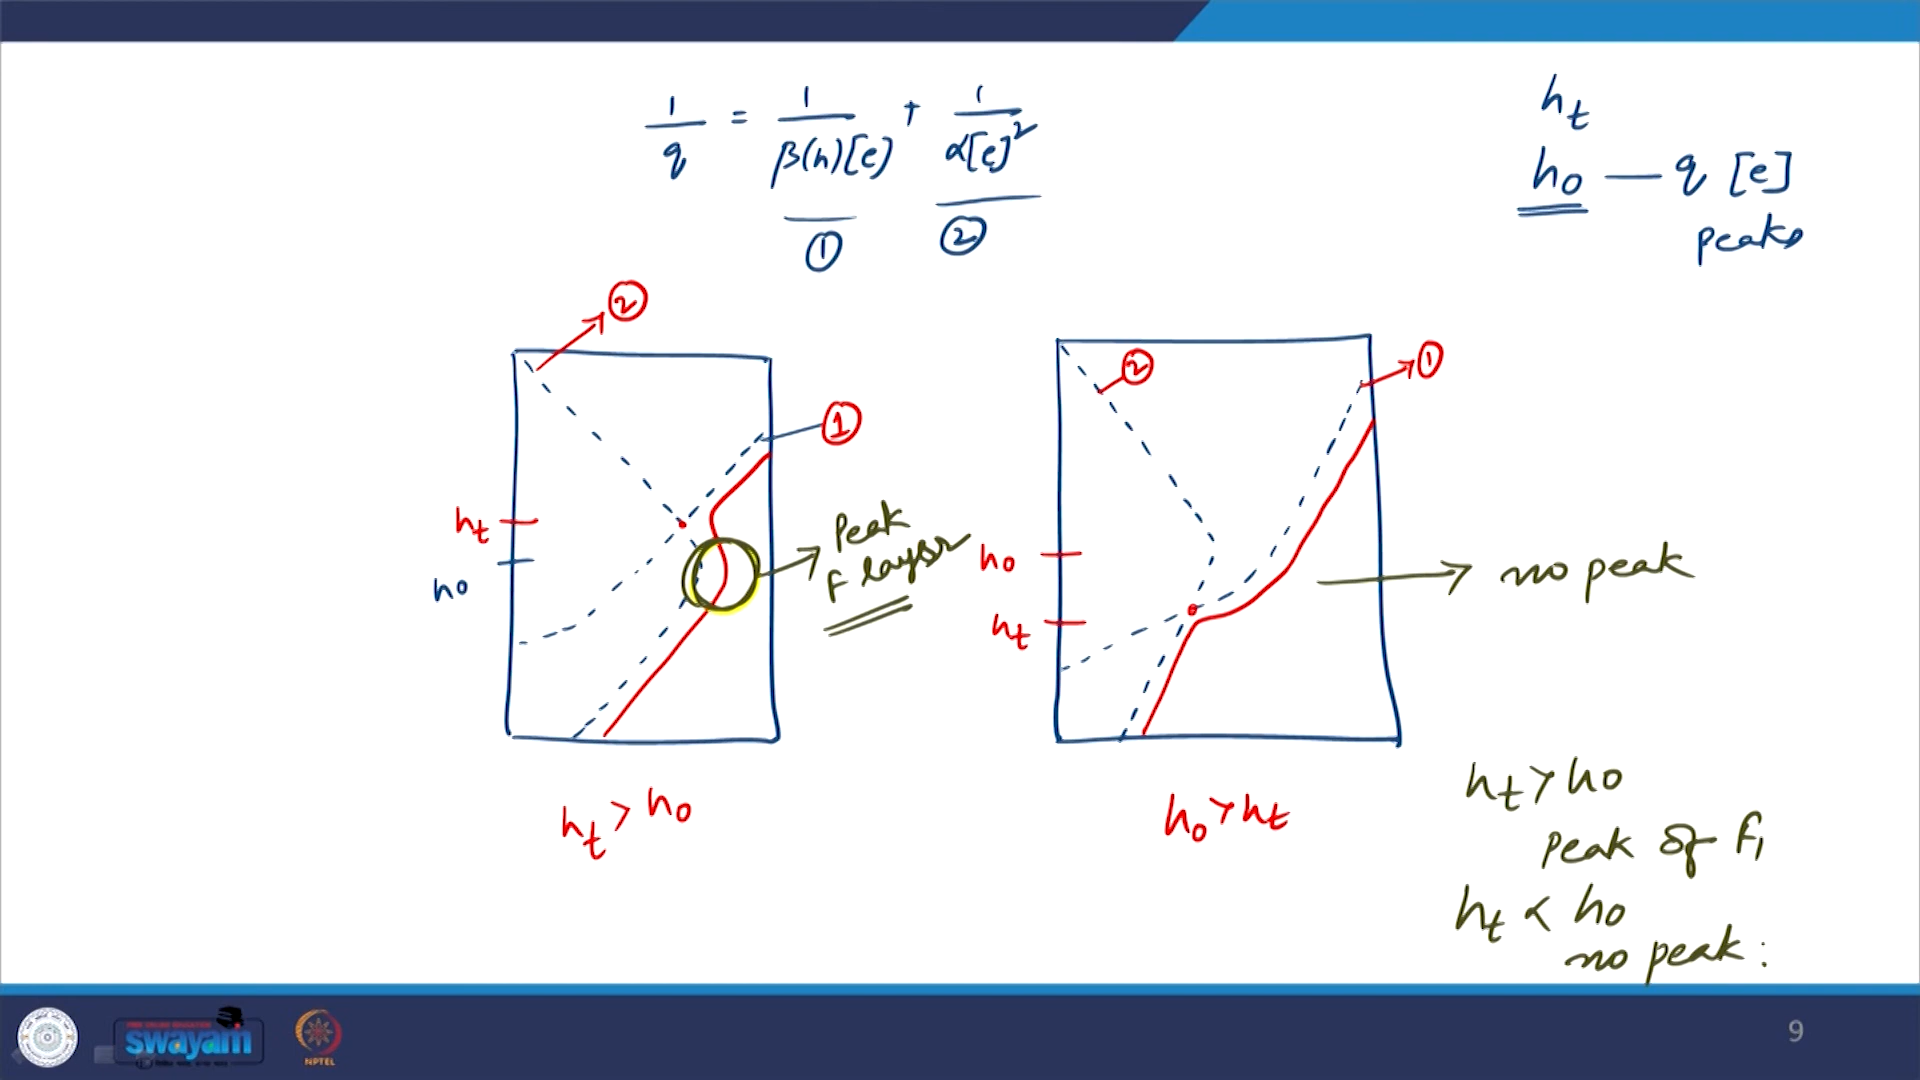 1/q = 1/β(h)[e] + 1/α[e]²
① ②
h_t
h_o — q [e]
peaks
②
①
h_t
h_o
Peak
F layer
②
①
h_o
h_t
no peak
h_t > h_o
h_o > h_t
h_t > h_o
Peak of F₁
h_t < h_o
no peak :
swayam
NPTEL
9